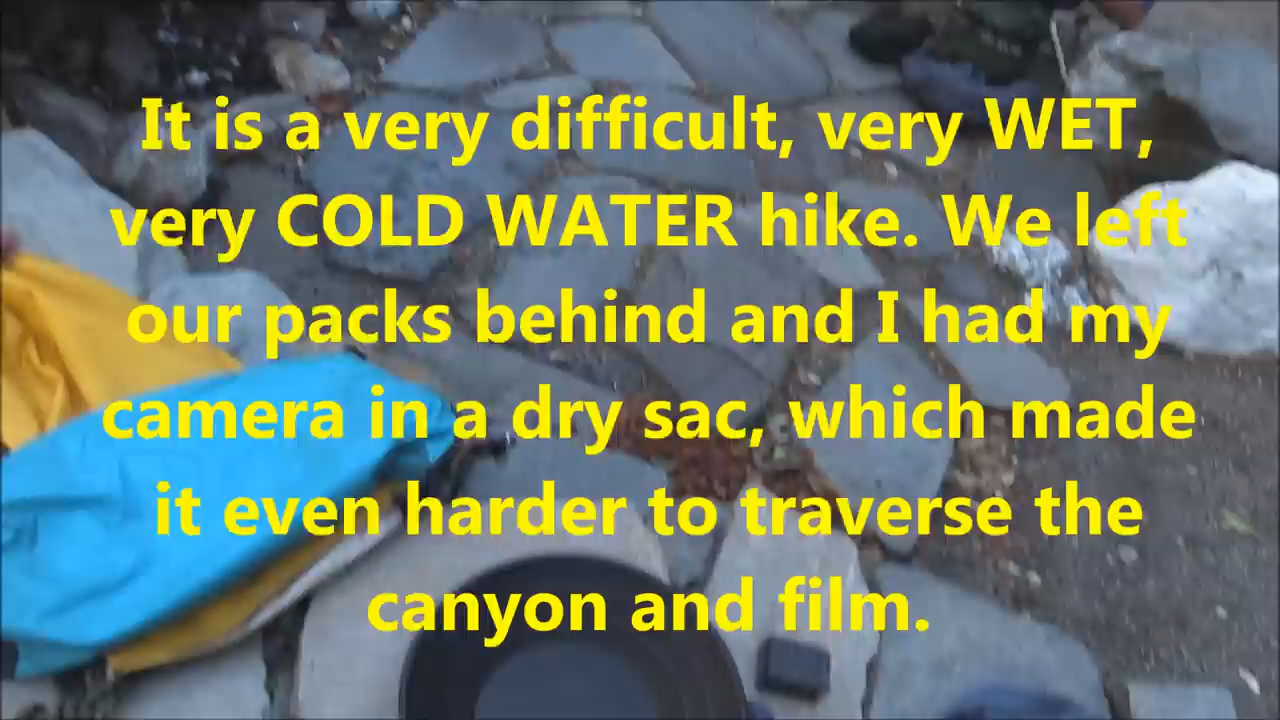 It is a very difficult, very WET,
very COLD WATER hike. We left
our packs behind and I had my
camera in a dry sac, which made
it even harder to traverse the
canyon and film.